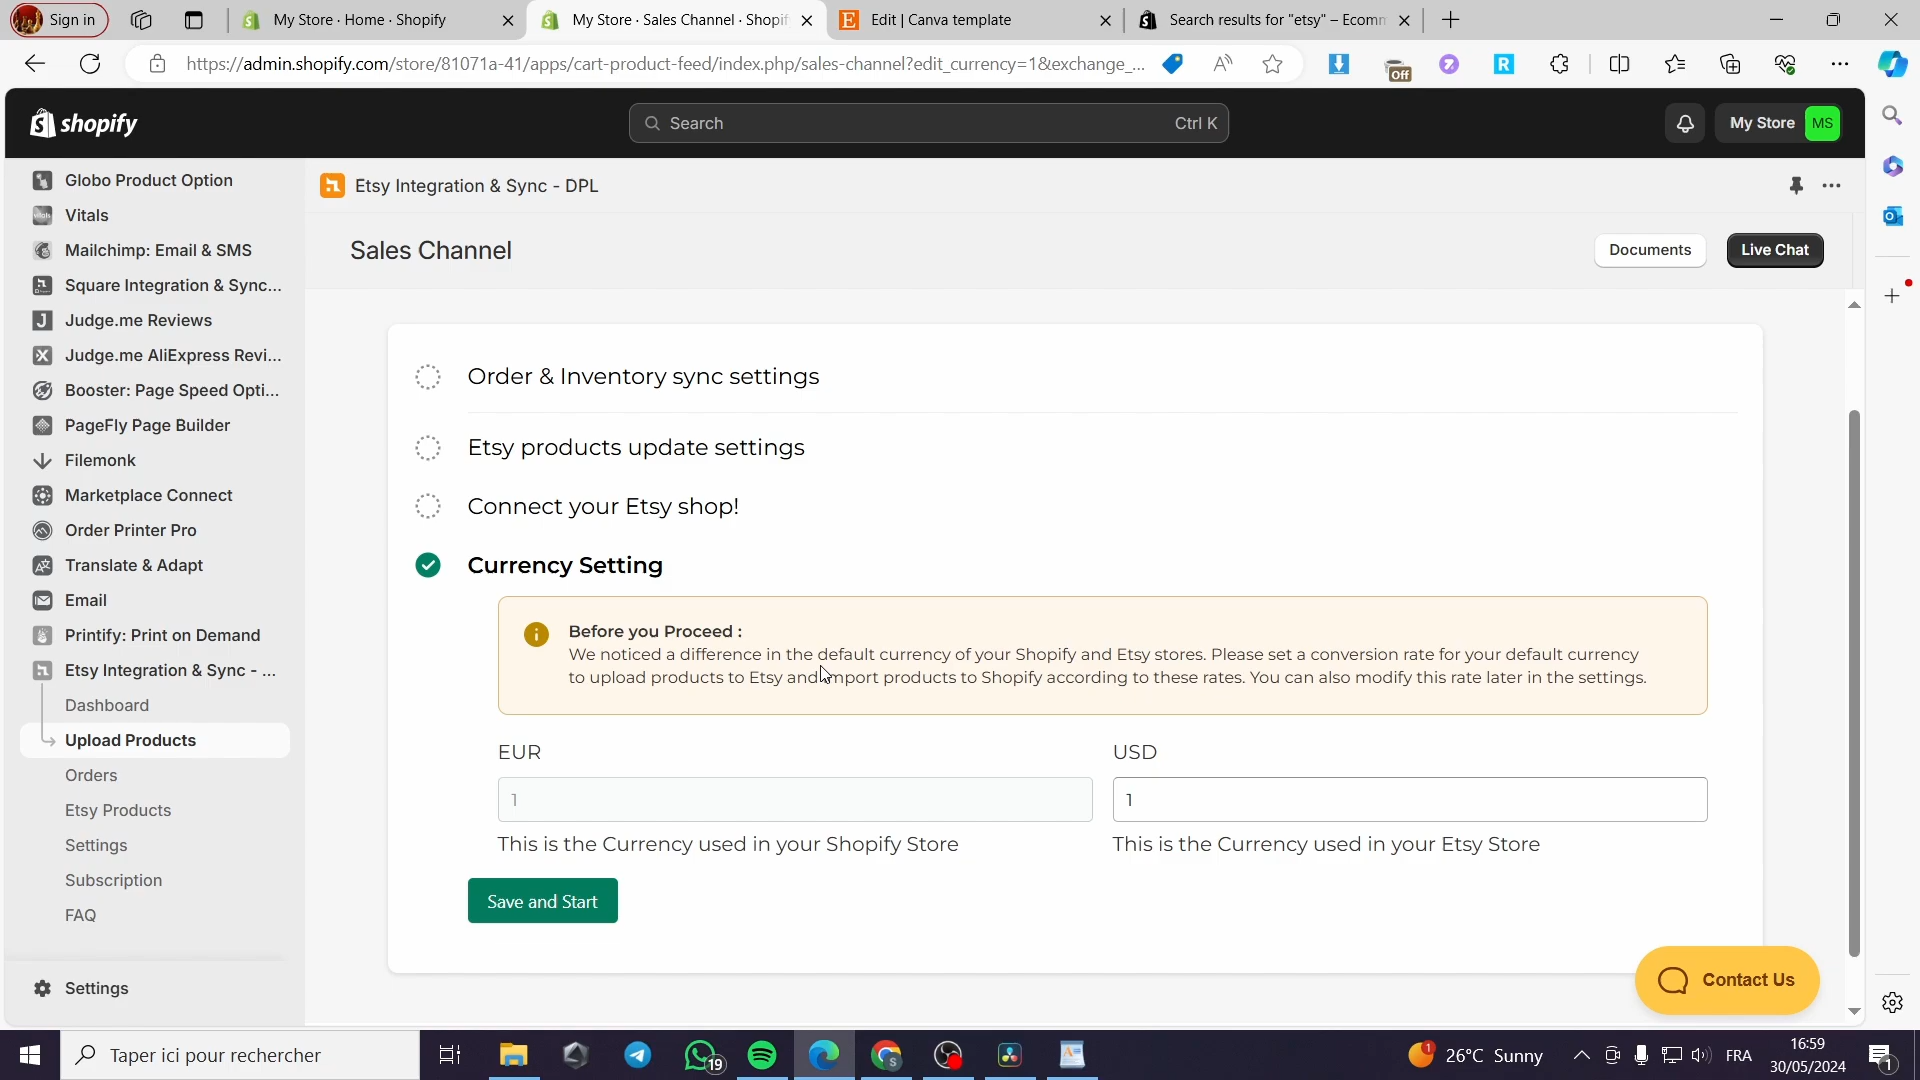 Sign in
My Store · Home · Shopify
My Store · Sales Channel · Shopif
Edit | Canva template
Search results for "etsy" – Ecomm
https://admin.shopify.com/store/81071a-41/apps/cart-product-feed/index.php/sales-channel?edit_currency=1&exchange_...
off
shopify
Search
Ctrl K
My Store
MS
Globo Product Option
Vitals
Mailchimp: Email & SMS
Square Integration & Sync...
Judge.me Reviews
Judge.me AliExpress Revi...
Booster: Page Speed Opti...
PageFly Page Builder
Filemonk
Marketplace Connect
Order Printer Pro
Translate & Adapt
Email
Printify: Print on Demand
Etsy Integration & Sync - ...
Dashboard
Upload Products
Orders
Etsy Products
Settings
Subscription
FAQ
Settings
Etsy Integration & Sync - DPL
Sales Channel
Documents
Live Chat
Order & Inventory sync settings
Etsy products update settings
Connect your Etsy shop!
Currency Setting
Before you Proceed :
We noticed a difference in the default currency of your Shopify and Etsy stores. Please set a conversion rate for your default currency
to upload products to Etsy and import products to Shopify according to these rates. You can also modify this rate later in the settings.
EUR
USD
1
1
This is the Currency used in your Shopify Store
This is the Currency used in your Etsy Store
Save and Start
Contact Us
Taper ici pour rechercher
19
1
26°C Sunny
FRA
16:59
30/05/2024
1